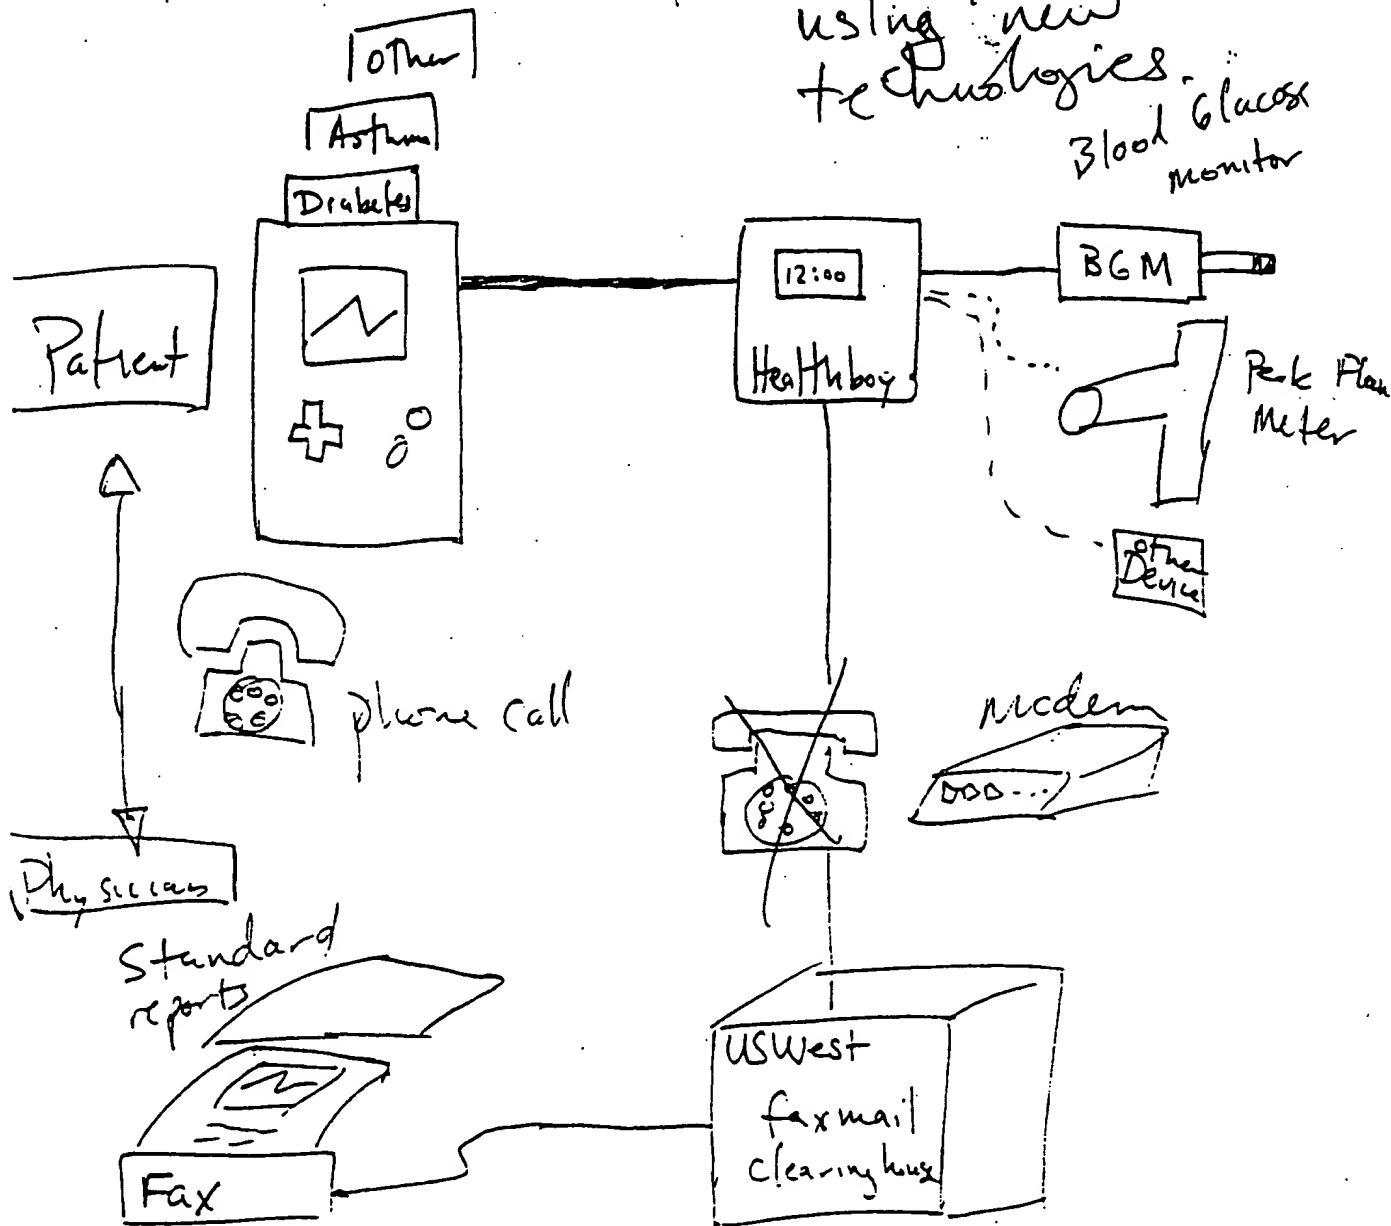 using new
technologies.
Other
Asthma
Diabetes
Blood Glucose
Monitor
Patient
12:00
Healthboy
BGM
Peak Flow
Meter
other
Device
phone call
Modem
Physician
Standard
reports
Fax
USWest
faxmail
clearinghouse